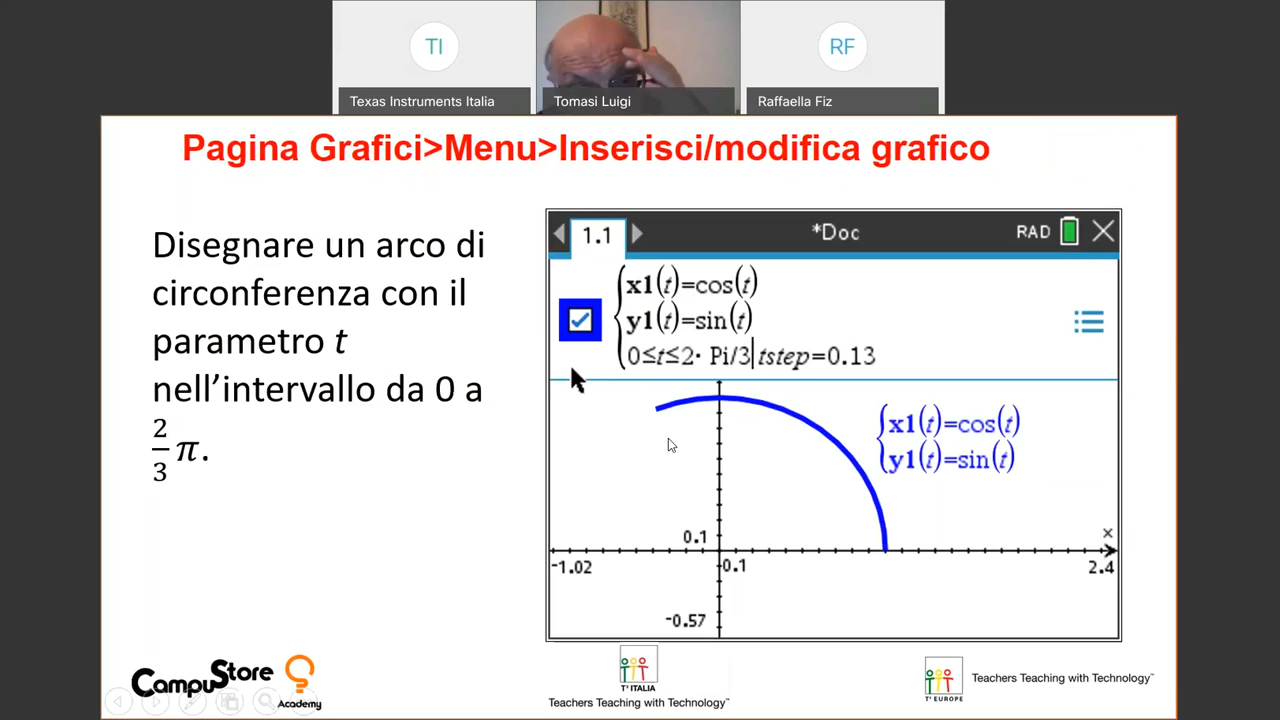 TI
RF
Texas Instruments Italia
Tomasi Luigi
Raffaella Fiz
Pagina Grafici>Menu>Inserisci/modifica grafico
Disegnare un arco di
circonferenza con il
parametro t
nell’intervallo da 0 a
2/3 π.
1.1
*Doc
RAD
x1(t)=cos(t)
y1(t)=sin(t)
0≤t≤2· Pi/3 tstep=0.13
x1(t)=cos(t)
y1(t)=sin(t)
0.1
x
-1.02
0.1
2.4
-0.57
CampuStore
Academy
T³ ITALIA
Teachers Teaching with Technology™
T³ EUROPE
Teachers Teaching with Technology™